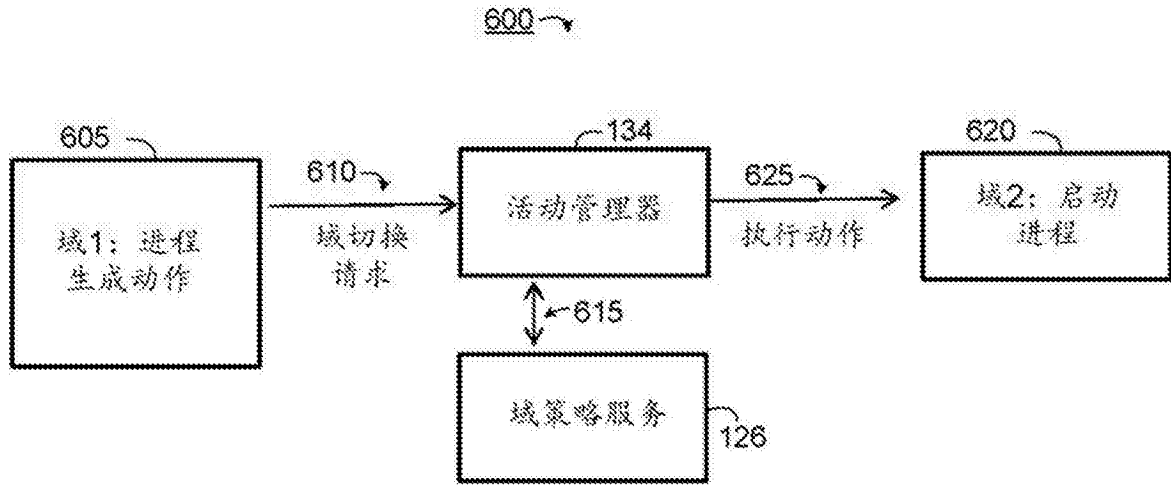 600
605
域1：进程
生成动作
610
域切换
请求
134
活动管理器
625
执行动作
620
域2：启动
进程
615
域策略服务
126